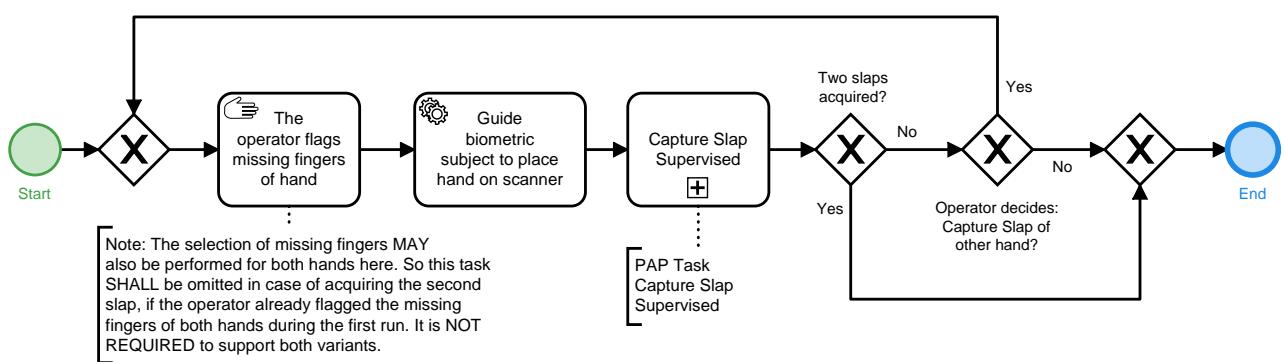 Start
The
operator flags
missing fingers
of hand
Guide
biometric
subject to place
hand on scanner
Capture Slap
Supervised
Two slaps
acquired?
No
Yes
Yes
No
Operator decides:
Capture Slap of
other hand?
End
Note: The selection of missing fingers MAY
also be performed for both hands here. So this task
SHALL be omitted in case of acquiring the second
slap, if the operator already flagged the missing
fingers of both hands during the first run. It is NOT
REQUIRED to support both variants.
PAP Task
Capture Slap
Supervised